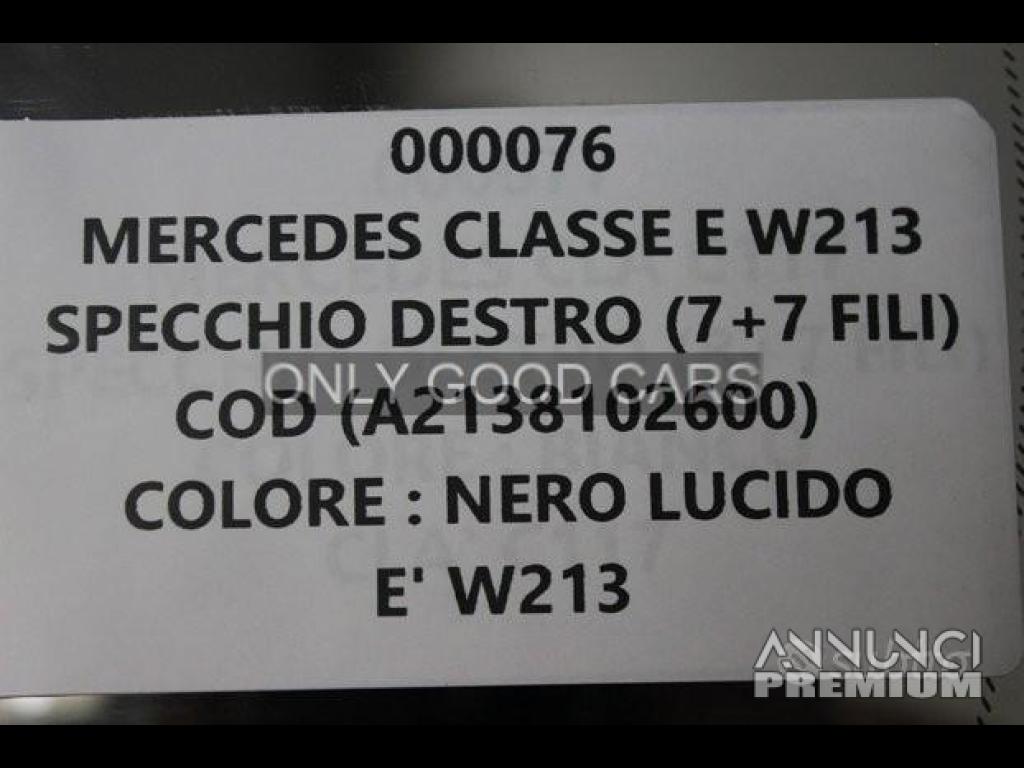 000076
MERCEDES CLASSE E W213
SPECCHIO DESTRO (7+7 FILI)
ONLY GOOD CARS
COD (A2138102600)
COLORE : NERO LUCIDO
E' W213
ANNUNCI
PREMIUM